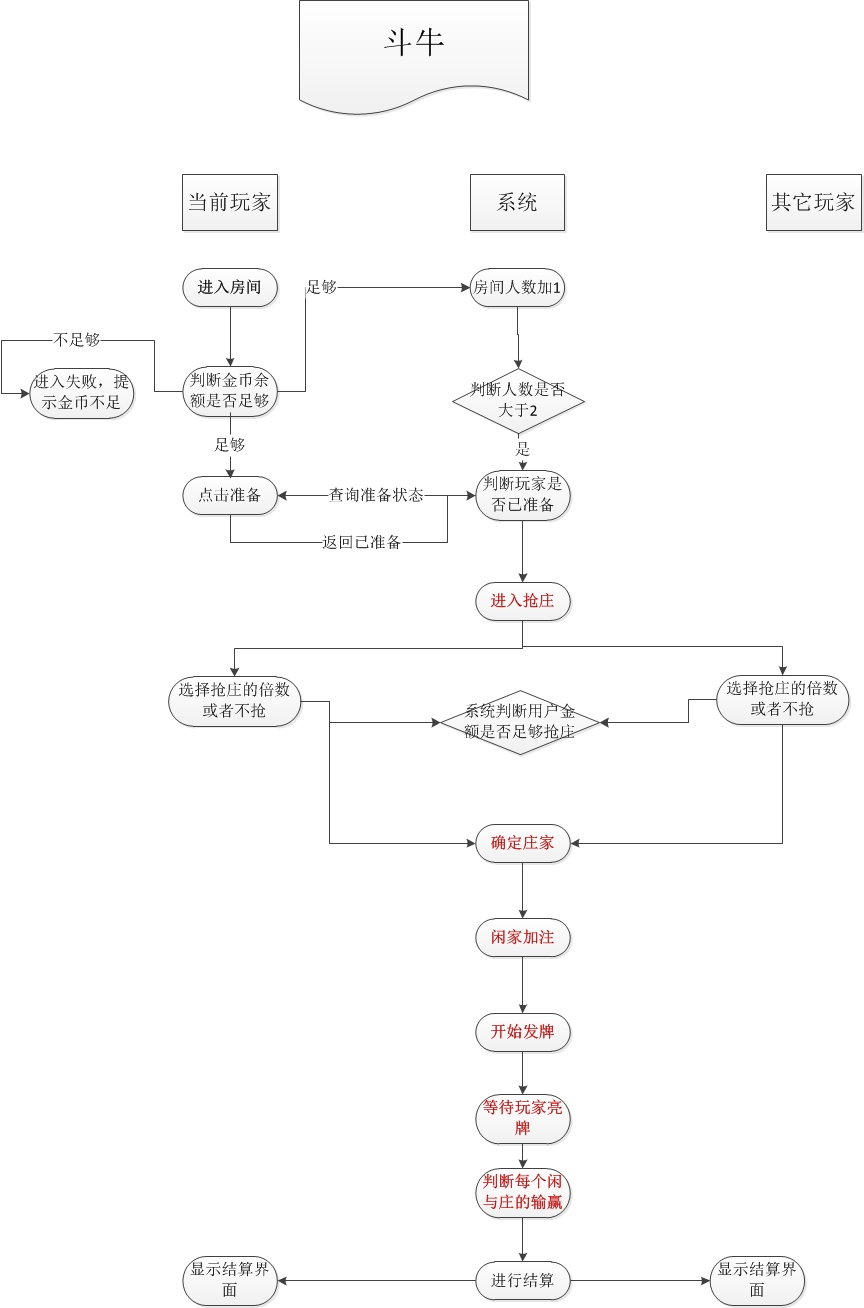 斗牛
当前玩家
系统
其它玩家
进入房间
足够
房间人数加1
不足够
进入失败，提
示金币不足
判断金币余
额是否足够
判断人数是否
大于2
足够
是
点击准备
查询准备状态
判断玩家是
否已准备
返回已准备
进入抢庄
选择抢庄的倍数
或者不抢
系统判断用户金
额是否足够抢庄
选择抢庄的倍数
或者不抢
确定庄家
闲家加注
开始发牌
等待玩家亮
牌
判断每个闲
与庄的输赢
显示结算界
面
进行结算
显示结算界
面